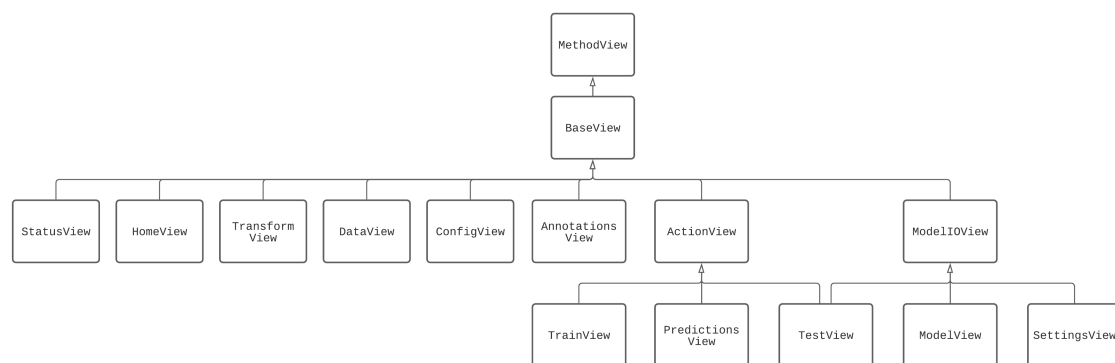 MethodView
BaseView
StatusView
HomeView
Transform
View
DataView
ConfigView
Annotations
View
ActionView
ModelIOView
TrainView
Predictions
View
TestView
ModelView
SettingsView